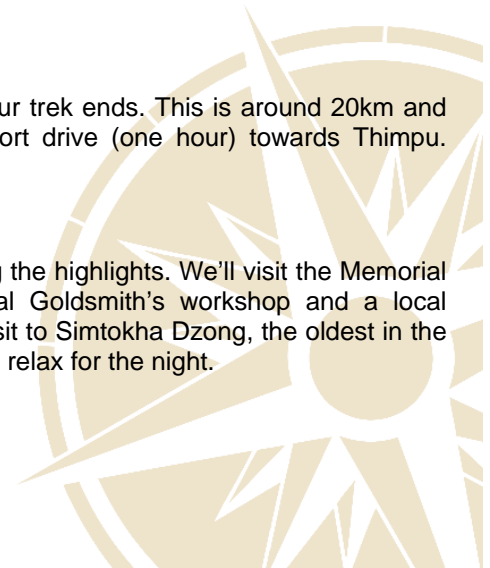 ur trek ends. This is around 20km and
ort drive (one hour) towards Thimpu.
g the highlights. We'll visit the Memorial
al Goldsmith's workshop and a local
sit to Simtokha Dzong, the oldest in the
relax for the night.